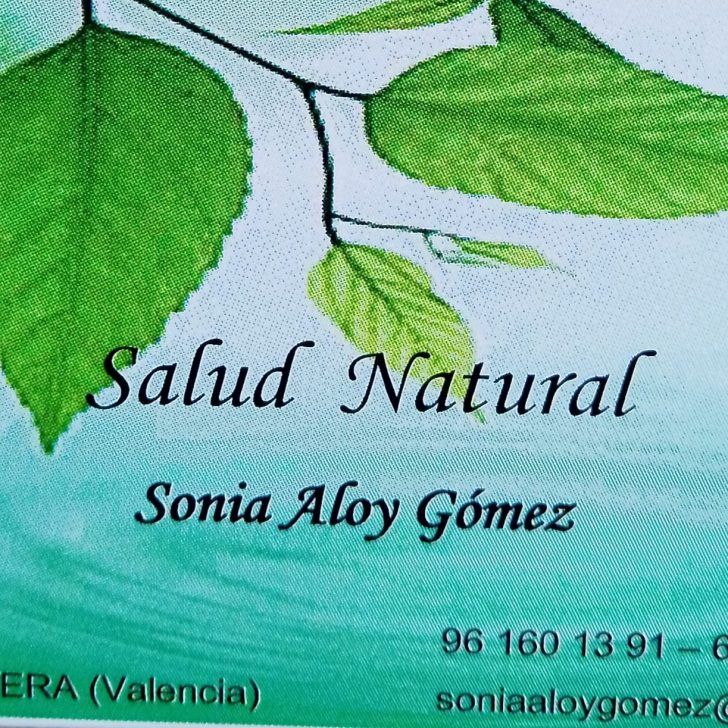 Salud Natural
Sonia Aloy Gómez
96 160 13 91 – 6
ERA (Valencia)
soniaaloygomez@